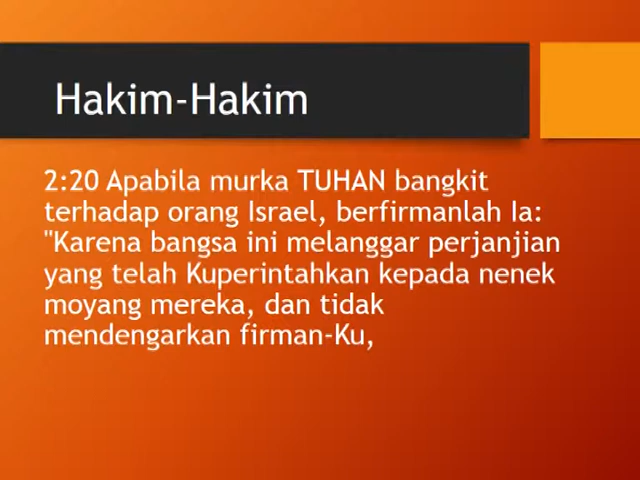 Hakim-Hakim
2:20 Apabila murka TUHAN bangkit
terhadap orang Israel, berfirmanlah Ia:
"Karena bangsa ini melanggar perjanjian
yang telah Kuperintahkan kepada nenek
moyang mereka, dan tidak
mendengarkan firman-Ku,